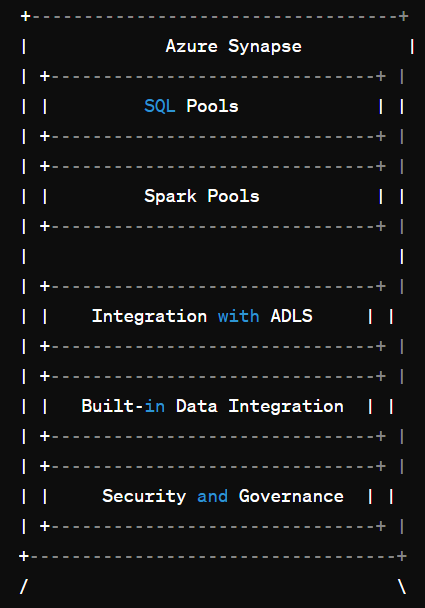 +-----------------------------------+
|             Azure Synapse          |
| +-------------------------------+ |
| |         SQL Pools             | |
| +-------------------------------+ |
| +-------------------------------+ |
| |         Spark Pools           | |
| +-------------------------------+ |
|                                   |
| +-------------------------------+ |
| |    Integration with ADLS     | |
| +-------------------------------+ |
| +-------------------------------+ |
| |   Built-in Data Integration  | |
| +-------------------------------+ |
| +-------------------------------+ |
| |     Security and Governance  | |
| +-------------------------------+ |
+-----------------------------------+
/                                   \